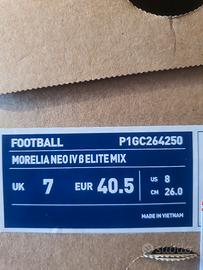 FOOTBALL P1GC264250
MORELIA NEO IV β ELITE MIX
UK 7 EUR 40.5 US 8
CM 26.0
MADE IN VIETNAM